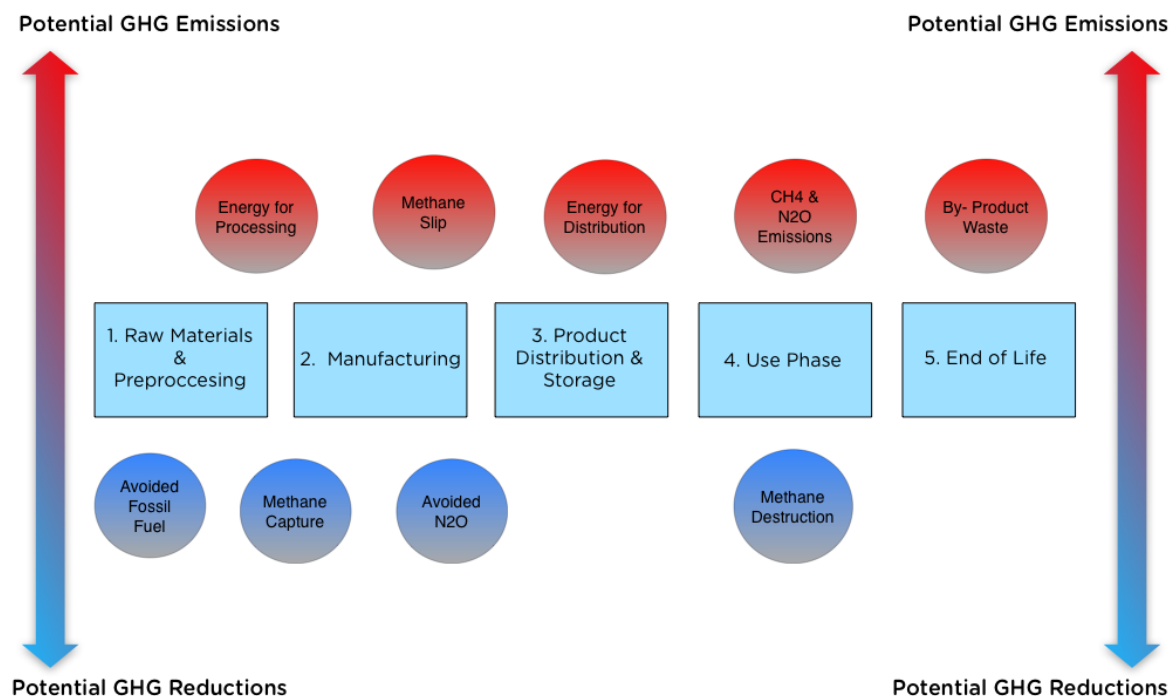 Potential GHG Emissions
Potential GHG Emissions
Energy for
Processing
Methane
Slip
Energy for
Distribution
CH4 &
N2O
Emissions
By- Product
Waste
1. Raw Materials
&
Preproccesing
2. Manufacturing
3. Product
Distribution &
Storage
4. Use Phase
5. End of Life
Avoided
Fossil
Fuel
Methane
Capture
Avoided
N2O
Methane
Destruction
Potential GHG Reductions
Potential GHG Reductions